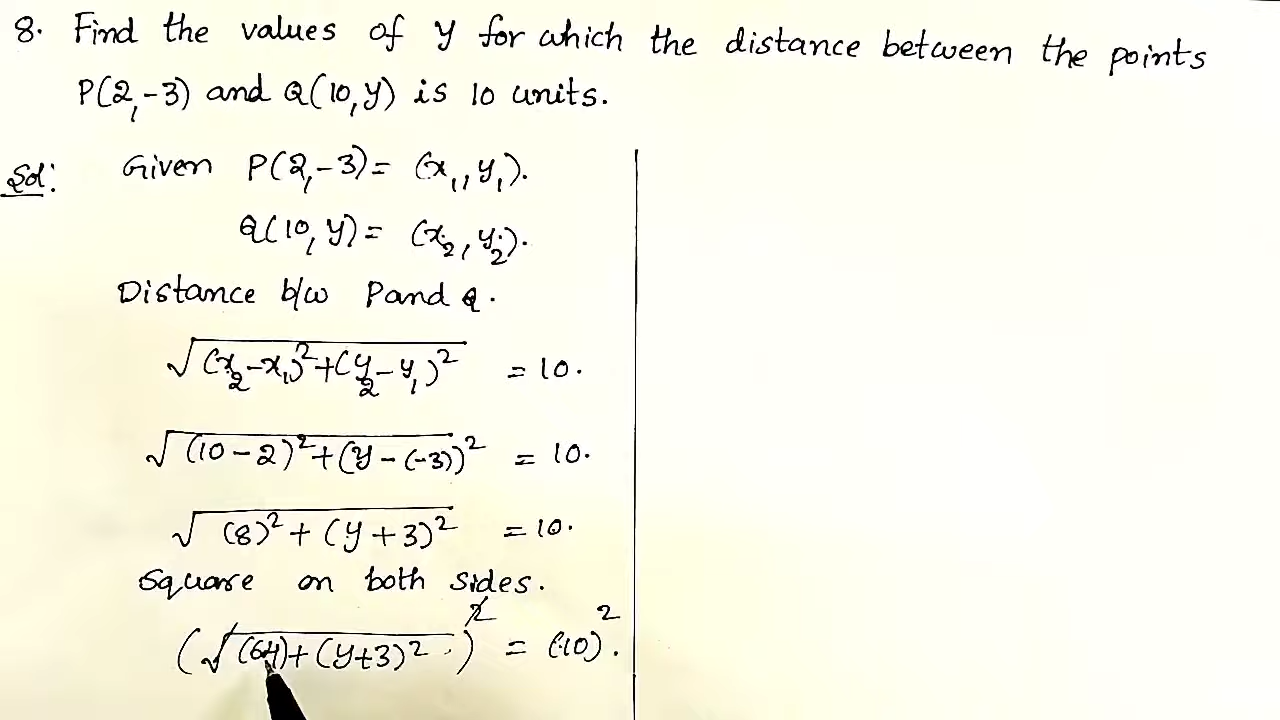 8. Find the values of y for which the distance between the points
P(2,-3) and Q(10,y) is 10 units.
Sol: Given P(2,-3) = (x₁, y₁).
Q(10, y) = (x₂, y₂).
Distance b/w P and Q.
√(x₂-x₁)²+(y₂-y₁)² = 10.
√(10-2)²+(y-(-3))² = 10.
√(8)²+(y+3)² = 10.
Square on both sides.
(√(64)+(y+3)²)² = (10)².